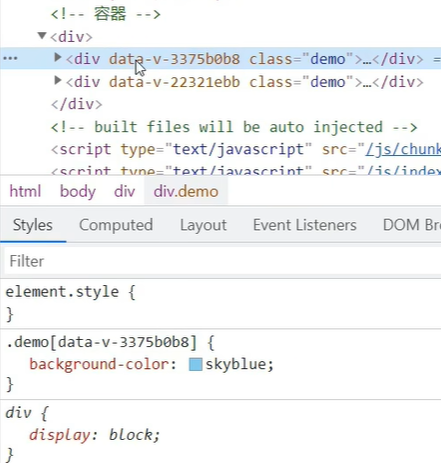 <!-- 容器 -->
▼<div>
··· ▶<div data-v-3375b0b8 class="demo">…</div> =
▶<div data-v-22321ebb class="demo">…</div>
</div>
<!-- built files will be auto injected -->
<script type="text/javascript" src="/js/chunk
<script type="text/javascript" src="/js/index
html body div div.demo
Styles Computed Layout Event Listeners DOM Br
Filter
element.style {
}
.demo[data-v-3375b0b8] {
background-color: skyblue;
}
div {
display: block;
}